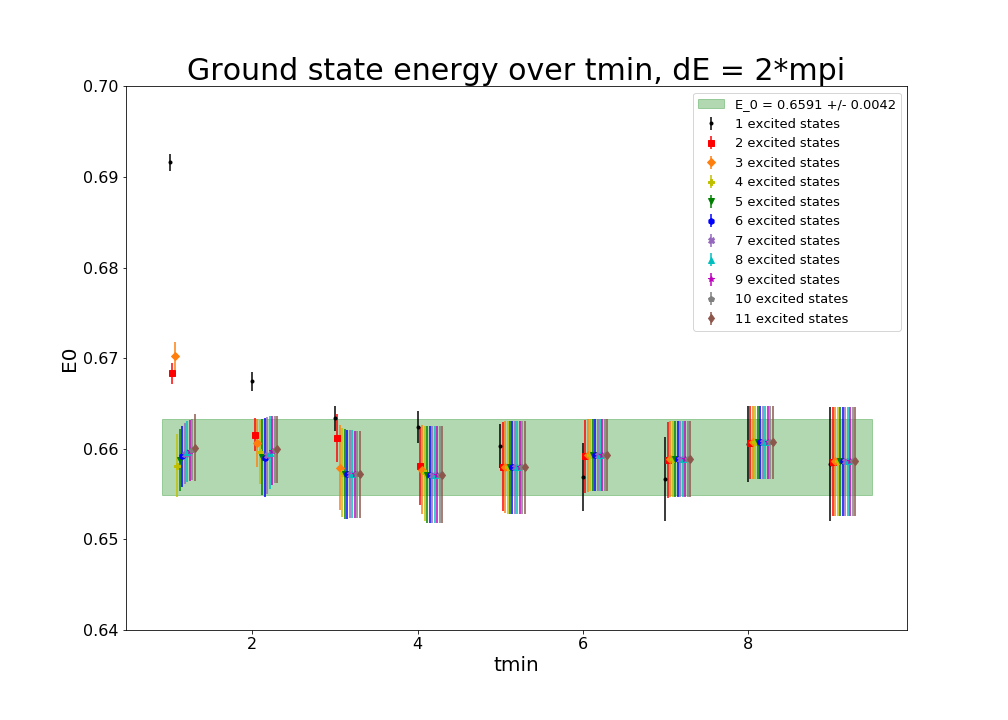 Ground state energy over tmin, dE = 2*mpi
0.70
0.69
0.68
0.67
0.66
0.65
0.64
E0
2
4
6
8
tmin
E_0 = 0.6591 +/- 0.0042
1 excited states
2 excited states
3 excited states
4 excited states
5 excited states
6 excited states
7 excited states
8 excited states
9 excited states
10 excited states
11 excited states